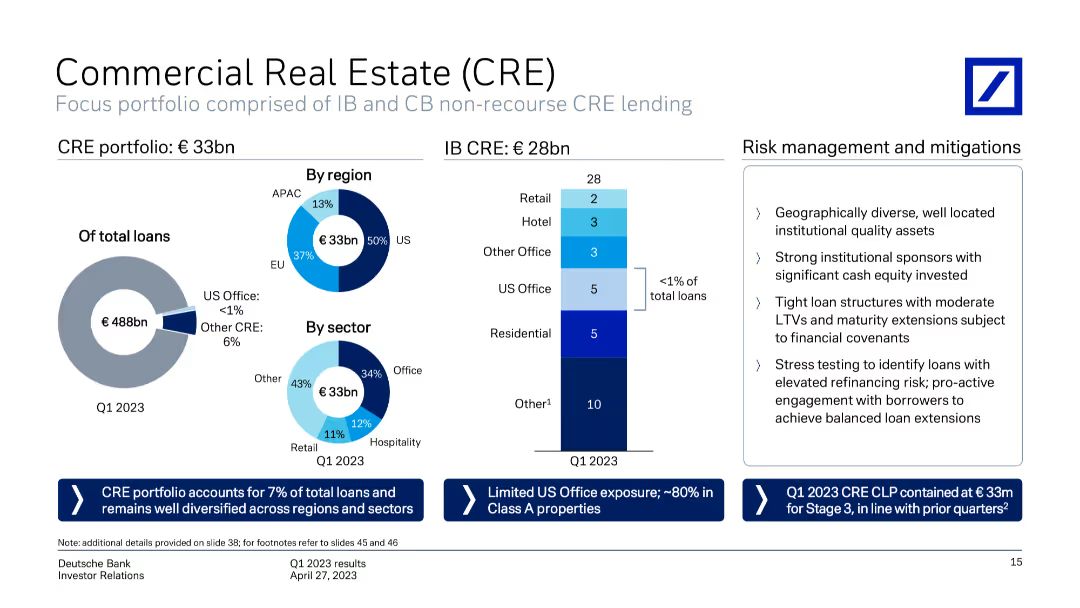 Commercial Real Estate (CRE)
Focus portfolio comprised of IB and CB non-recourse CRE lending
CRE portfolio: € 33bn
Of total loans
€ 488bn
US Office:
<1%
Other CRE:
6%
Q1 2023
By region
APAC
13%
€ 33bn
50%
US
37%
EU
By sector
Other
43%
€ 33bn
34%
Office
12%
Hospitality
11%
Retail
Q1 2023
CRE portfolio accounts for 7% of total loans and
remains well diversified across regions and sectors
IB CRE: € 28bn
28
Retail 2
Hotel 3
Other Office 3
US Office 5
<1% of
total loans
Residential 5
Other¹ 10
Q1 2023
Limited US Office exposure; ~80% in
Class A properties
Risk management and mitigations
〉 Geographically diverse, well located
institutional quality assets
〉 Strong institutional sponsors with
significant cash equity invested
〉 Tight loan structures with moderate
LTVs and maturity extensions subject
to financial covenants
〉 Stress testing to identify loans with
elevated refinancing risk; pro-active
engagement with borrowers to
achieve balanced loan extensions
Q1 2023 CRE CLP contained at € 33m
for Stage 3, in line with prior quarters²
Note: additional details provided on slide 38; for footnotes refer to slides 45 and 46
Deutsche Bank
Investor Relations
Q1 2023 results
April 27, 2023
15